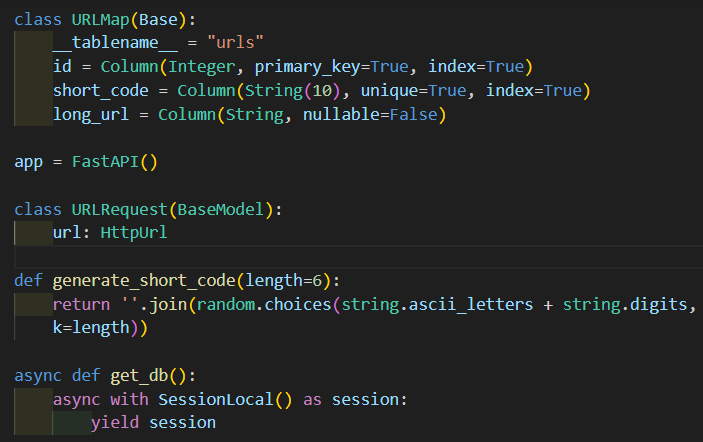 class URLMap(Base):
    __tablename__ = "urls"
    id = Column(Integer, primary_key=True, index=True)
    short_code = Column(String(10), unique=True, index=True)
    long_url = Column(String, nullable=False)

app = FastAPI()

class URLRequest(BaseModel):
    url: HttpUrl

def generate_short_code(length=6):
    return ''.join(random.choices(string.ascii_letters + string.digits,
    k=length))

async def get_db():
    async with SessionLocal() as session:
        yield session